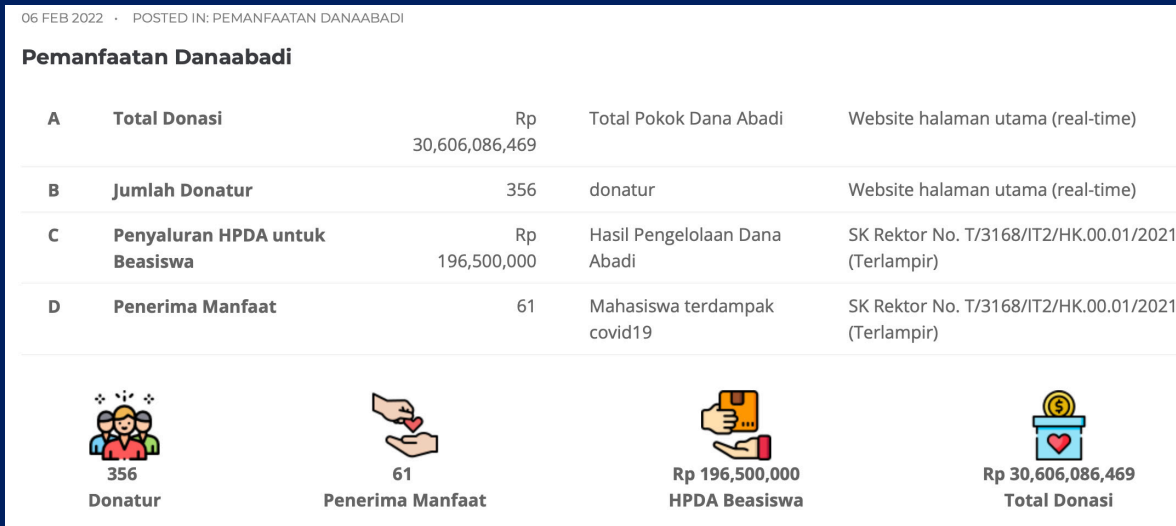 06 FEB 2022 · POSTED IN: PEMANFAATAN DANAABADI
Pemanfaatan Danaabadi
A Total Donasi Rp 30,606,086,469 Total Pokok Dana Abadi Website halaman utama (real-time)
B Jumlah Donatur 356 donatur Website halaman utama (real-time)
C Penyaluran HPDA untuk Beasiswa Rp 196,500,000 Hasil Pengelolaan Dana Abadi SK Rektor No. T/3168/IT2/HK.00.01/2021 (Terlampir)
D Penerima Manfaat 61 Mahasiswa terdampak covid19 SK Rektor No. T/3168/IT2/HK.00.01/2021 (Terlampir)
356
Donatur
61
Penerima Manfaat
Rp 196,500,000
HPDA Beasiswa
Rp 30,606,086,469
Total Donasi